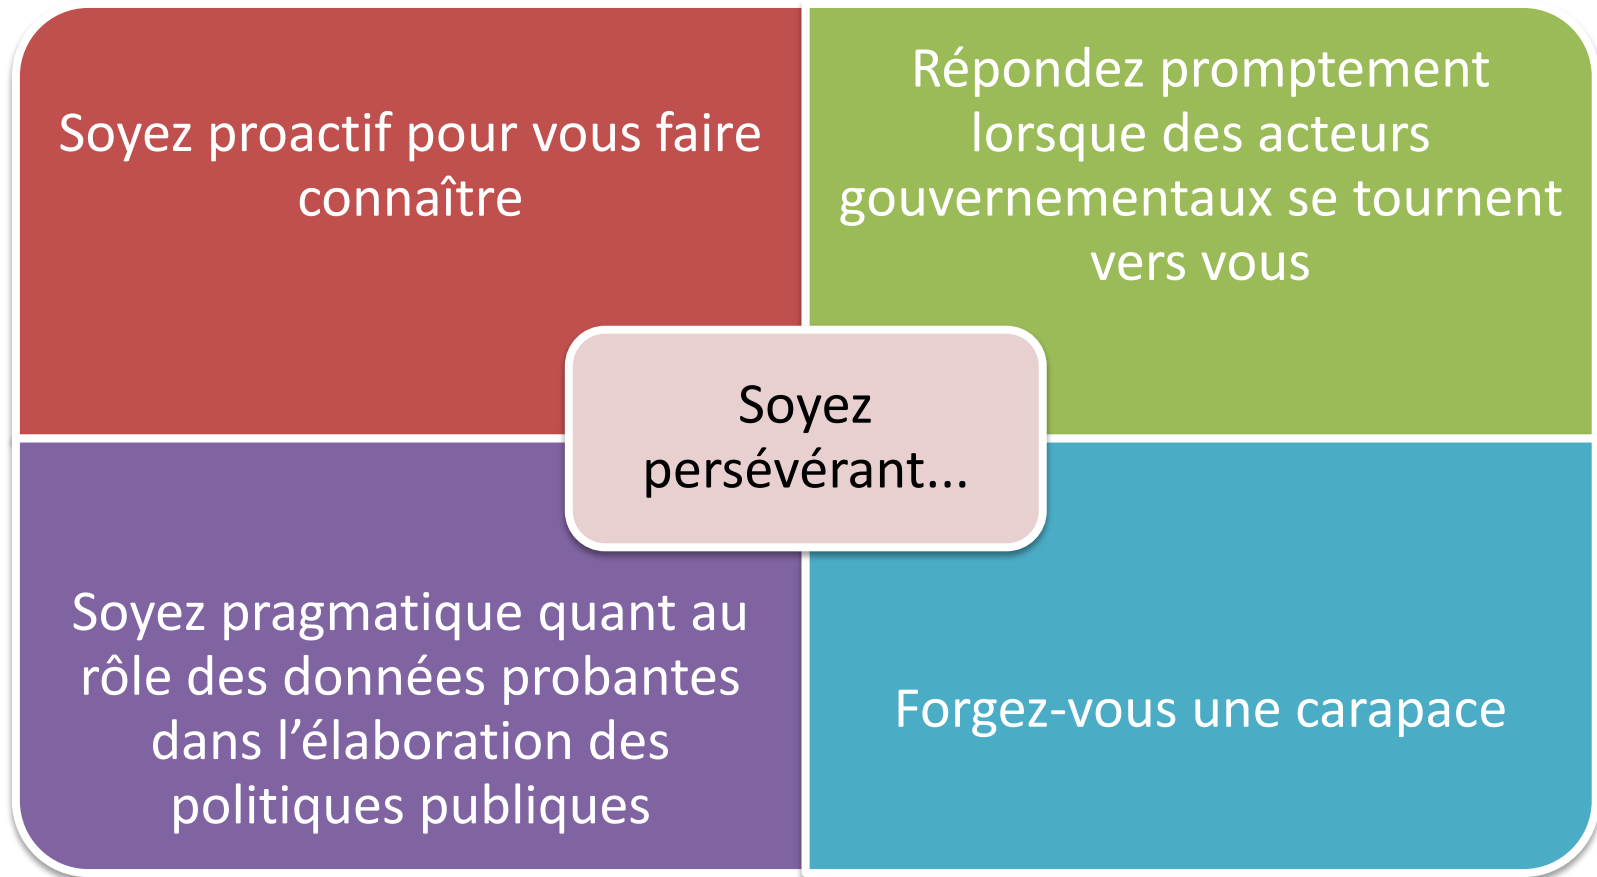 Soyez proactif pour vous faire
connaître
Répondez promptement
lorsque des acteurs
gouvernementaux se tournent
vers vous
Soyez
persévérant...
Soyez pragmatique quant au
rôle des données probantes
dans l’élaboration des
politiques publiques
Forgez-vous une carapace